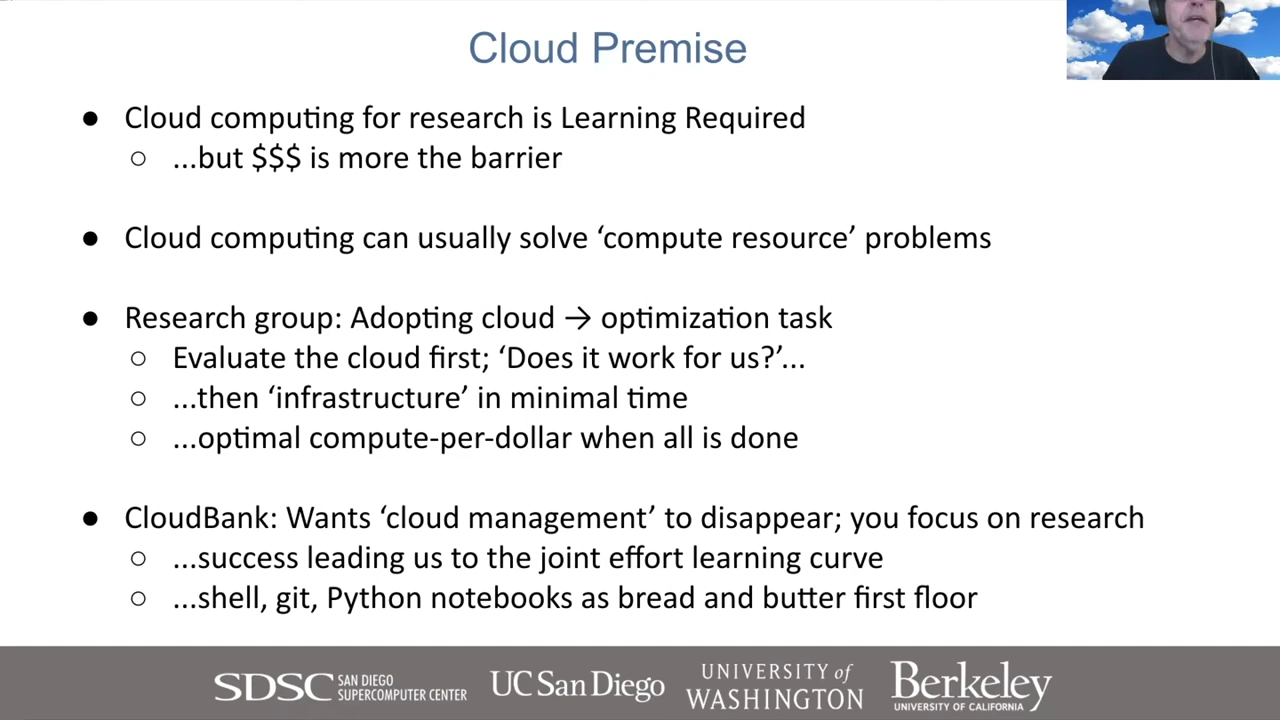 Cloud Premise
● Cloud computing for research is Learning Required
○ ...but $$$ is more the barrier
● Cloud computing can usually solve ‘compute resource’ problems
● Research group: Adopting cloud → optimization task
○ Evaluate the cloud first; ‘Does it work for us?’...
○ ...then ‘infrastructure’ in minimal time
○ ...optimal compute-per-dollar when all is done
● CloudBank: Wants ‘cloud management’ to disappear; you focus on research
○ ...success leading us to the joint effort learning curve
○ ...shell, git, Python notebooks as bread and butter first floor
SDSC SAN DIEGO
SUPERCOMPUTER CENTER
UC San Diego
UNIVERSITY of
WASHINGTON
Berkeley
UNIVERSITY OF CALIFORNIA